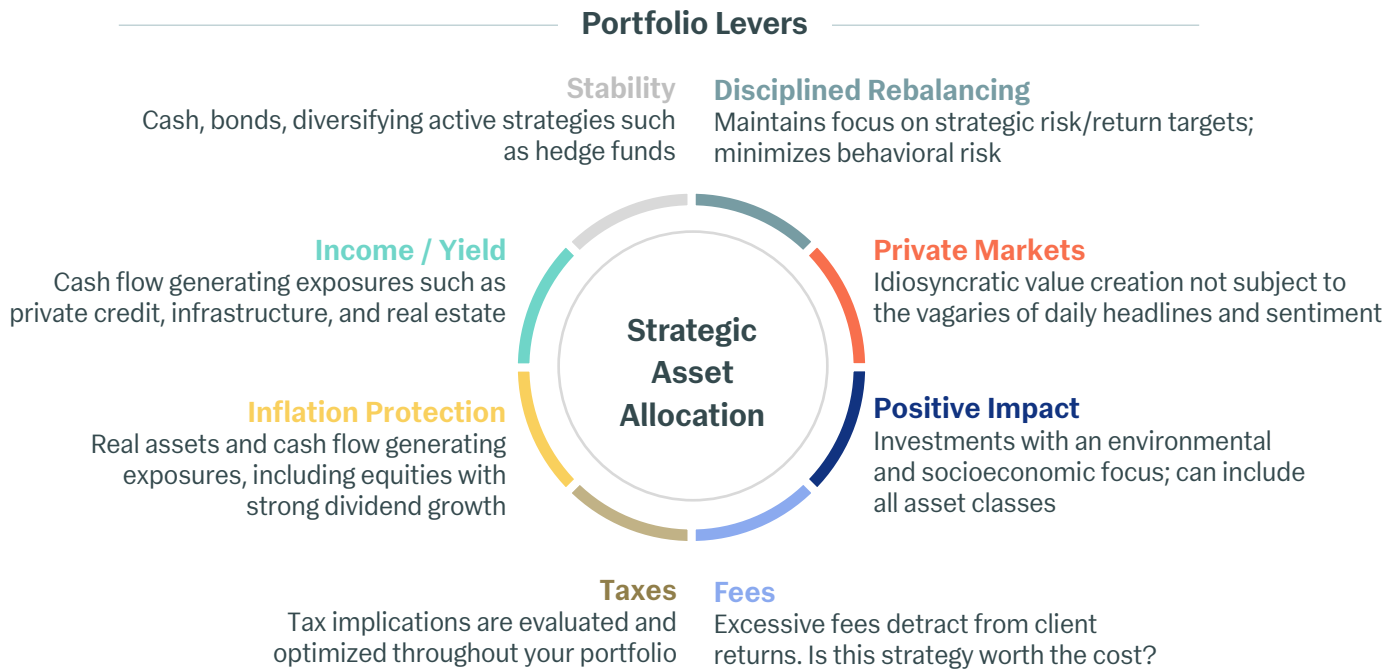 Portfolio Levers
Stability
Cash, bonds, diversifying active strategies such
as hedge funds
Disciplined Rebalancing
Maintains focus on strategic risk/return targets;
minimizes behavioral risk
Income / Yield
Cash flow generating exposures such as
private credit, infrastructure, and real estate
Private Markets
Idiosyncratic value creation not subject to
the vagaries of daily headlines and sentiment
Strategic
Asset
Allocation
Inflation Protection
Real assets and cash flow generating
exposures, including equities with
strong dividend growth
Positive Impact
Investments with an environmental
and socioeconomic focus; can include
all asset classes
Taxes
Tax implications are evaluated and
optimized throughout your portfolio
Fees
Excessive fees detract from client
returns. Is this strategy worth the cost?